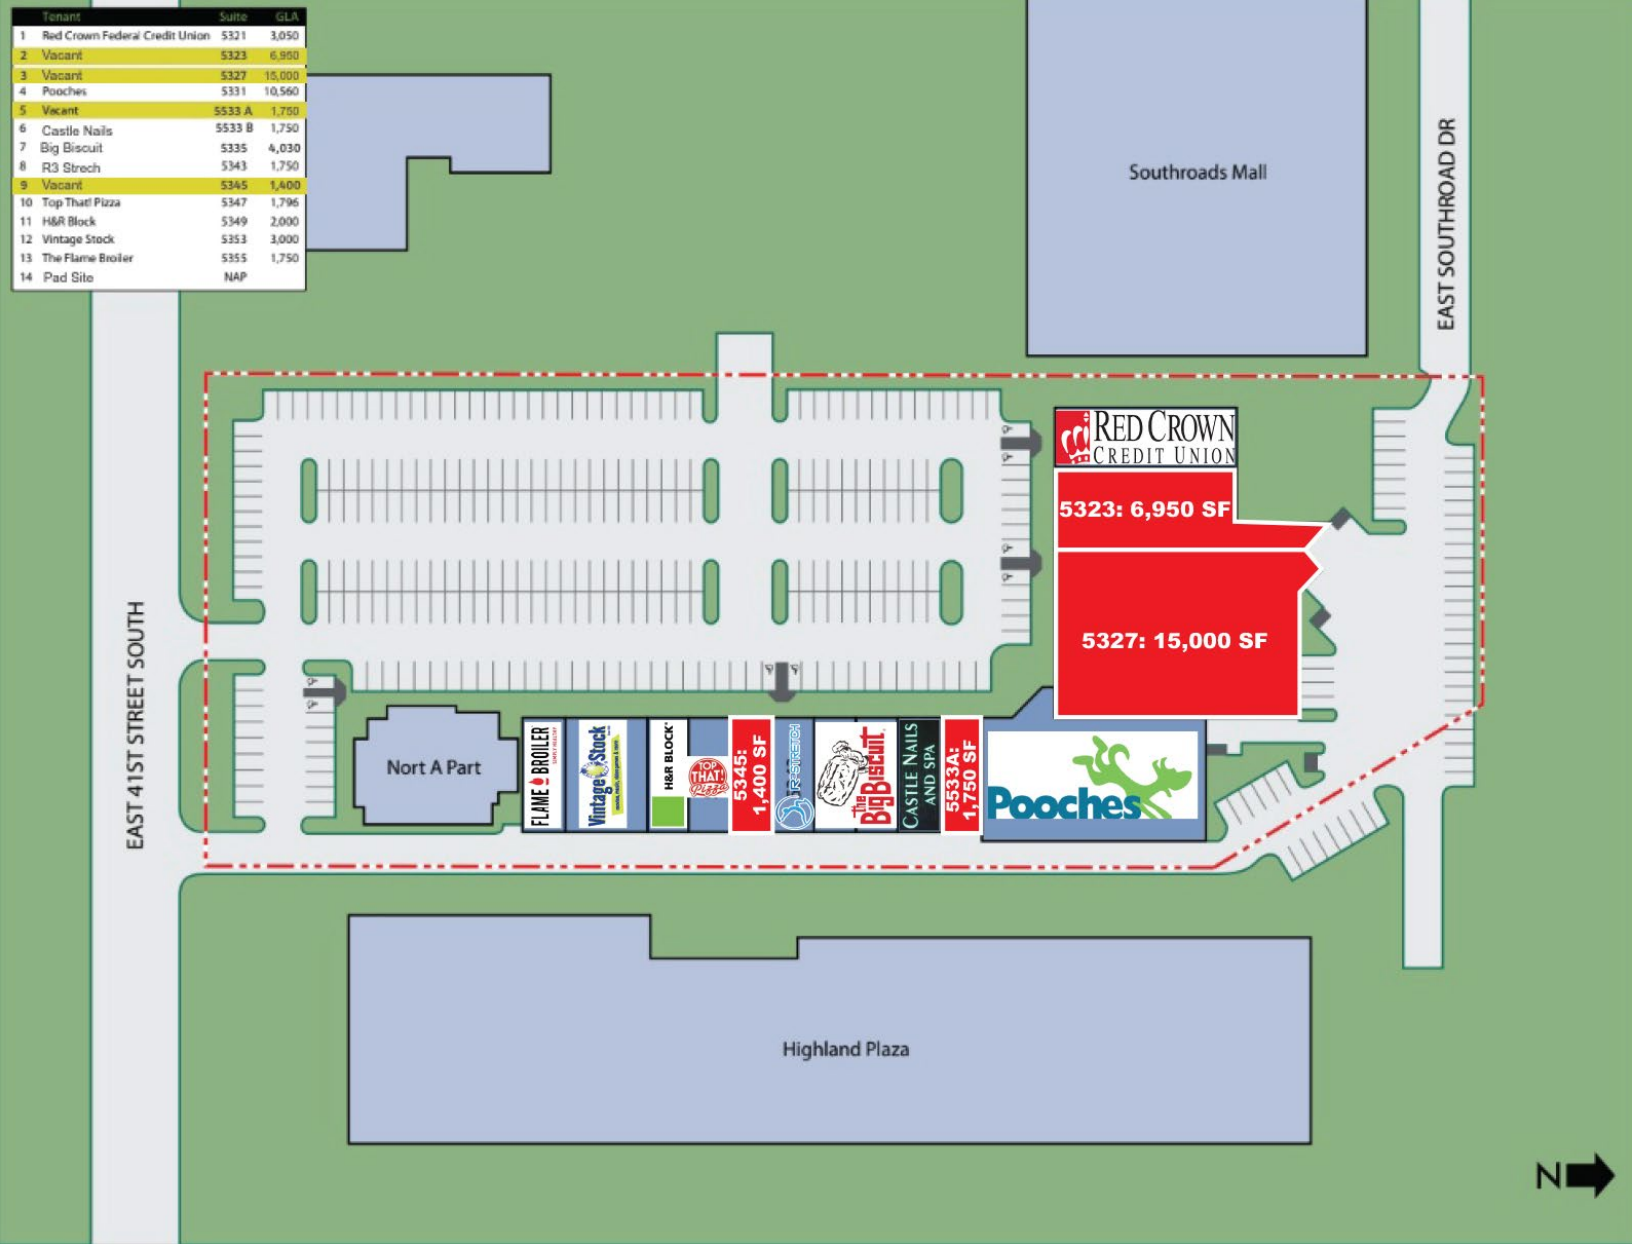 Tenant Suite GLA
1 Red Crown Federal Credit Union 5321 3,050
2 Vacant 5323 6,950
3 Vacant 5327 15,000
4 Pooches 5331 10,560
5 Vacant 5533 A 1,750
6 Castle Nails 5533 B 1,750
7 Big Biscuit 5335 4,030
8 R3 Strech 5343 1,750
9 Vacant 5345 1,400
10 Top That! Pizza 5347 1,796
11 H&R Block 5349 2,000
12 Vintage Stock 5353 3,000
13 The Flame Broiler 5355 1,750
14 Pad Site NAP
Southroads Mall
EAST SOUTHROAD DR
RED CROWN
CREDIT UNION
5323: 6,950 SF
5327: 15,000 SF
EAST 41ST STREET SOUTH
Nort A Part
FLAME BROILER
Vintage Stock
H&R BLOCK
TOP
THAT!
Pizza
5345:
1,400 SF
R3 STRETCH
the
Big Biscuit
CASTLE NAILS
AND SPA
5533A:
1,750 SF
Pooches
Highland Plaza
N